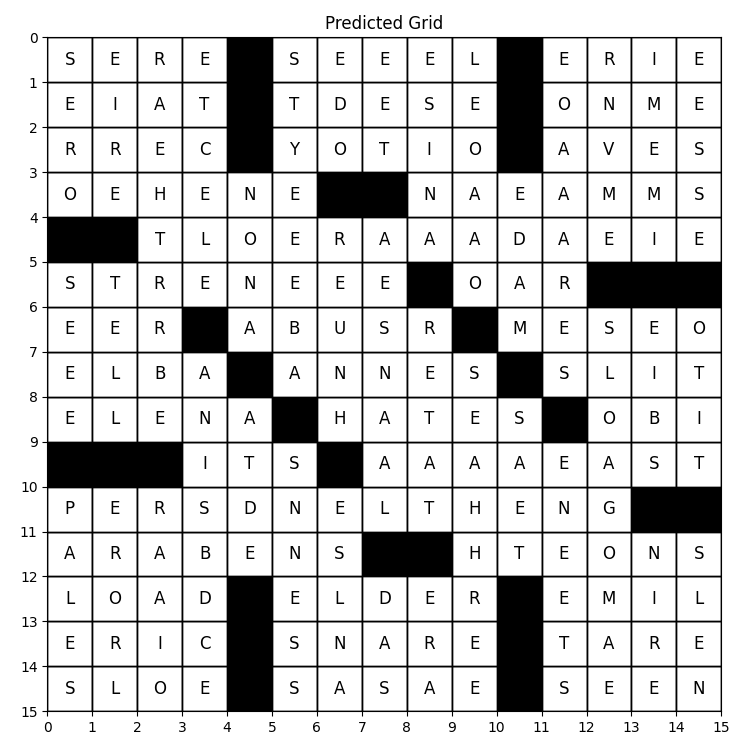 Predicted Grid
0 S E R E S E E E L E R I E
1 E I A T T D E S E O N M E
2 R R E C Y O T I O A V E S
3 O E H E N E N A E A M M S
4 T L O E R A A A D A E I E
5 S T R E N E E E O A R
6 E E R A B U S R M E S E O
7 E L B A A N N E S S L I T
8 E L E N A H A T E S O B I
9 I T S A A A A E A S T
10 P E R S D N E L T H E N G
11 A R A B E N S H T E O N S
12 L O A D E L D E R E M I L
13 E R I C S N A R E T A R E
14 S L O E S A S A E S E E N
15
0 1 2 3 4 5 6 7 8 9 10 11 12 13 14 15